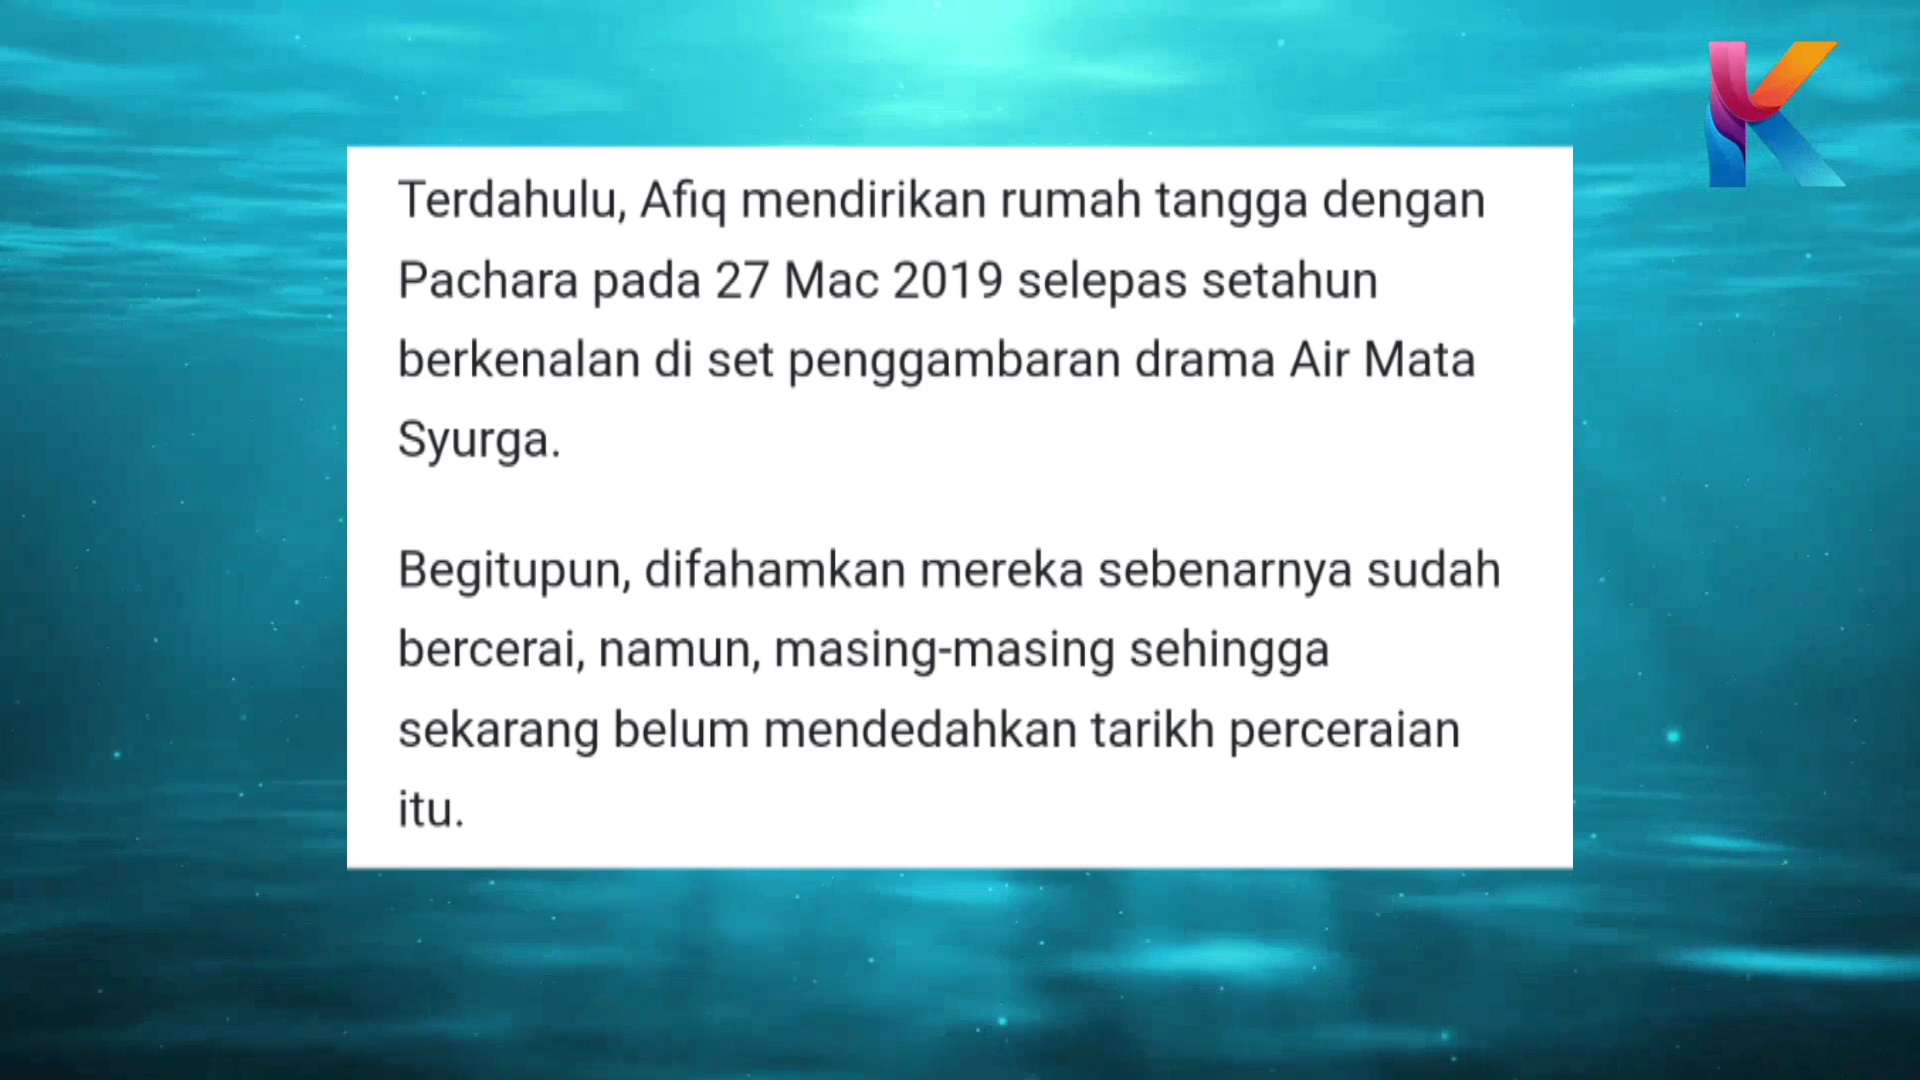 Terdahulu, Afiq mendirikan rumah tangga dengan
Pachara pada 27 Mac 2019 selepas setahun
berkenalan di set penggambaran drama Air Mata
Syurga.
Begitupun, difahamkan mereka sebenarnya sudah
bercerai, namun, masing-masing sehingga
sekarang belum mendedahkan tarikh perceraian
itu.